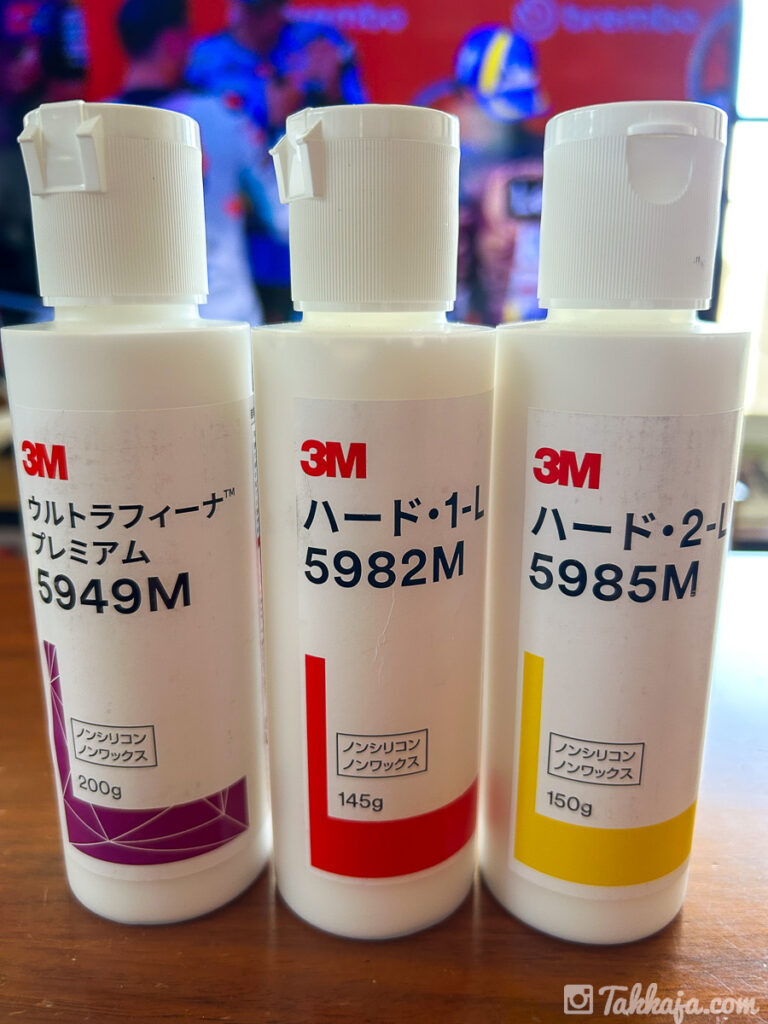 brembo
brembo
3M
ウルトラフィーナ™
プレミアム
5949M
ノンシリコン
ノンワックス
200g
3M
ハード・1-L
5982M
ノンシリコン
ノンワックス
145g
3M
ハード・2-L
5985M
ノンシリコン
ノンワックス
150g
Takkaja.com